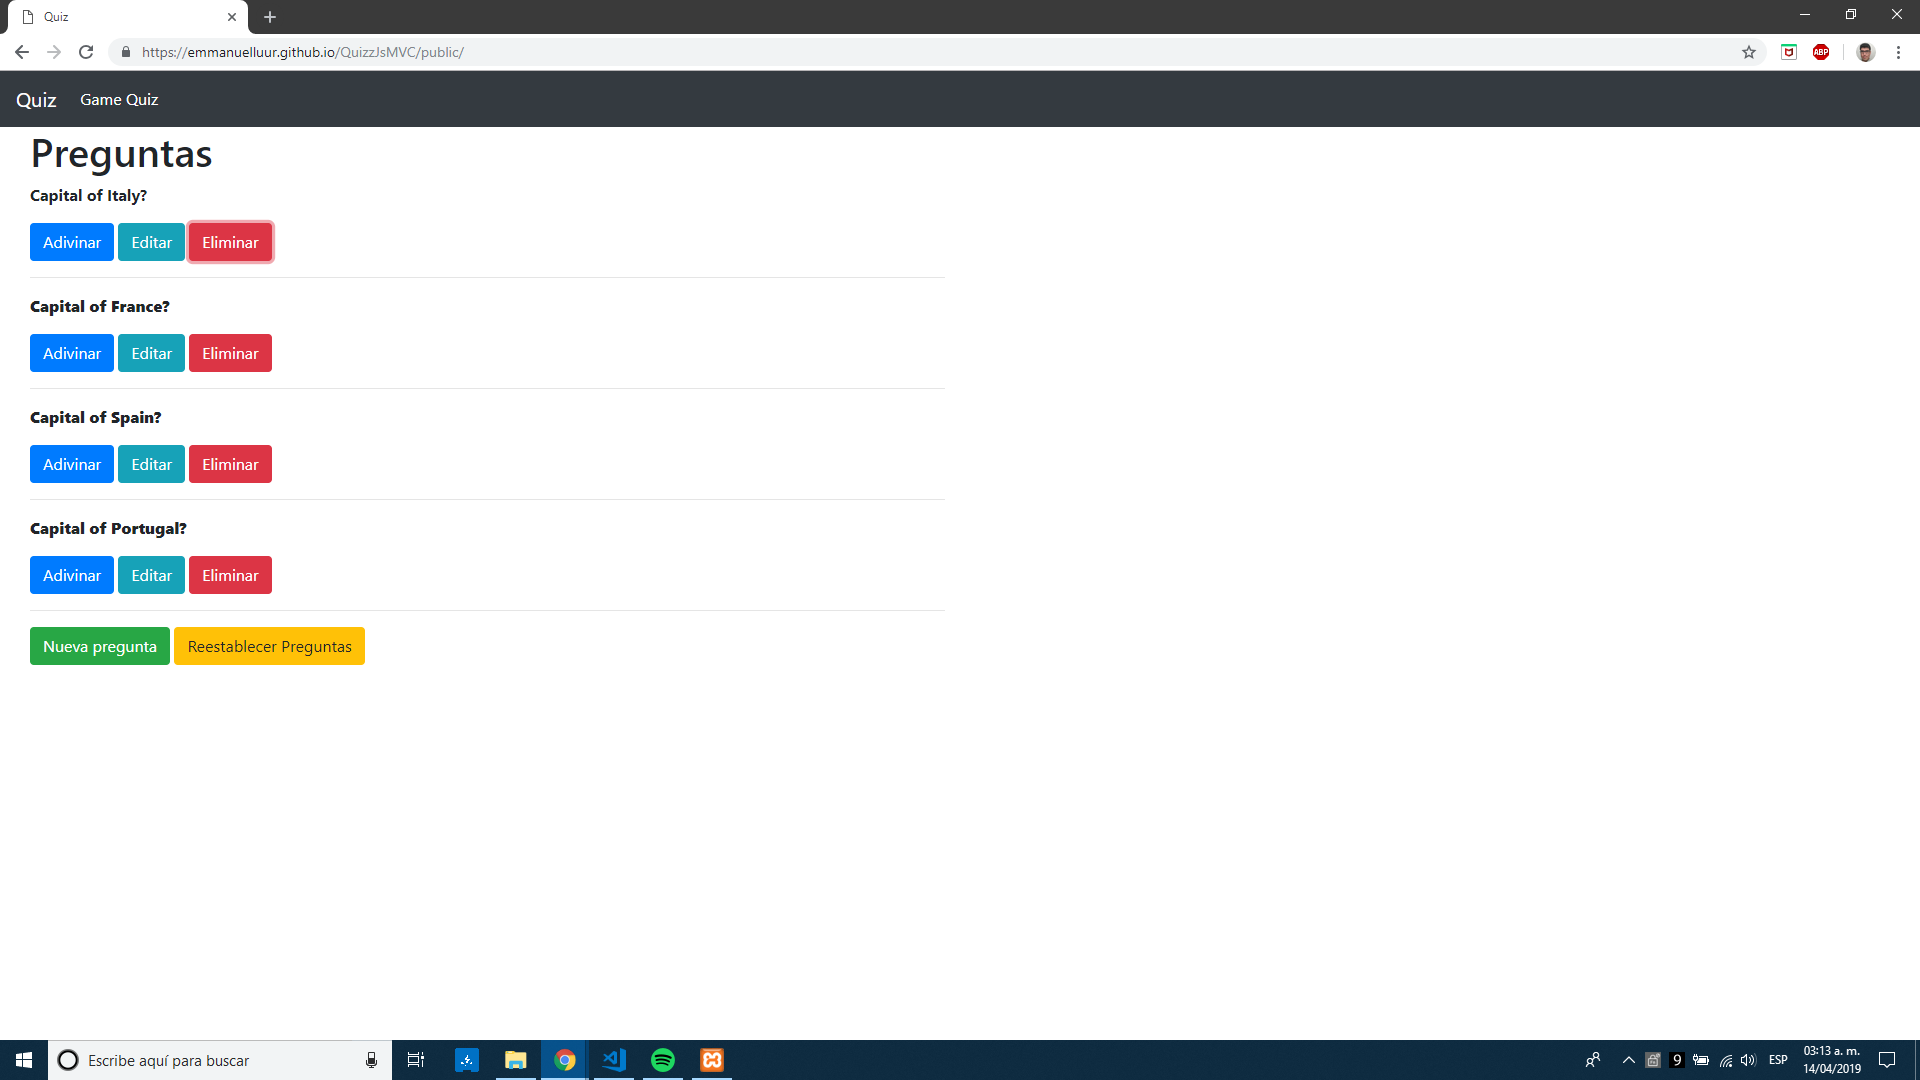 Quiz
https://emmanuelluur.github.io/QuizzJsMVC/public/
ABP
Quiz Game Quiz
Preguntas
Capital of Italy?
Adivinar Editar Eliminar
Capital of France?
Adivinar Editar Eliminar
Capital of Spain?
Adivinar Editar Eliminar
Capital of Portugal?
Adivinar Editar Eliminar
Nueva pregunta Reestablecer Preguntas
Escribe aquí para buscar
9 ESP
03:13 a. m.
14/04/2019